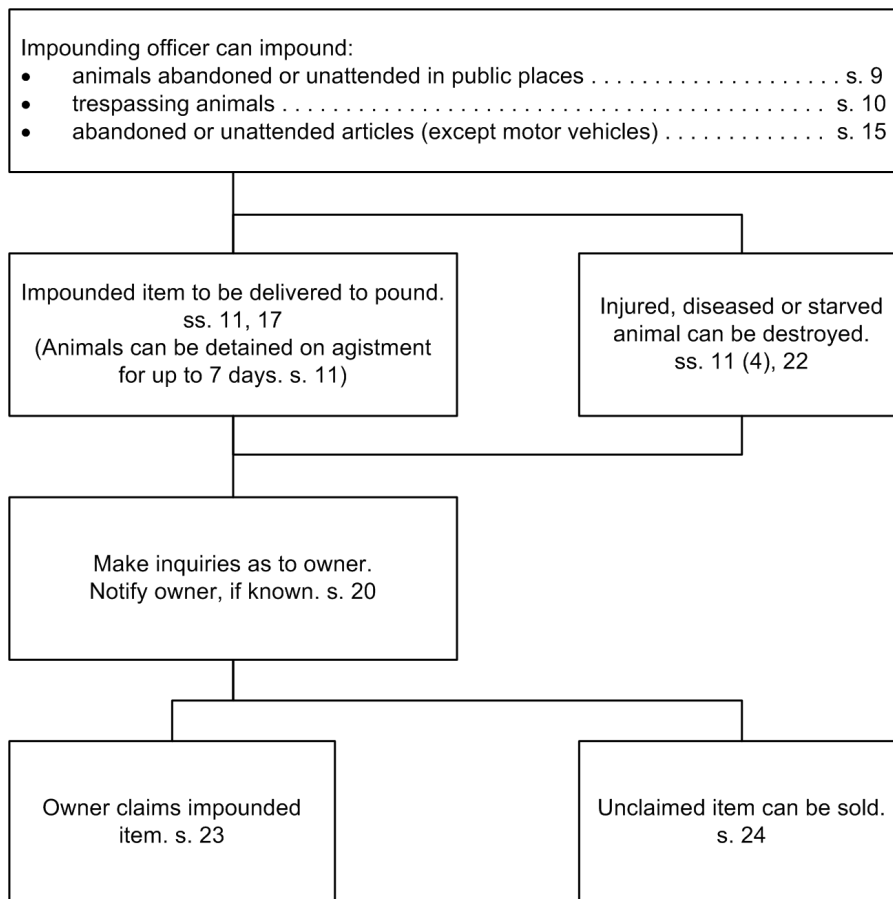 Impounding officer can impound:
• animals abandoned or unattended in public places . . . . . . . . . . . . . . . . . . . . . s. 9
• trespassing animals . . . . . . . . . . . . . . . . . . . . . . . . . . . . . . . . . . . . . . . . . s. 10
• abandoned or unattended articles (except motor vehicles) . . . . . . . . . . . . . s. 15
Impounded item to be delivered to pound.
ss. 11, 17
(Animals can be detained on agistment
for up to 7 days. s. 11)
Injured, diseased or starved
animal can be destroyed.
ss. 11 (4), 22
Make inquiries as to owner.
Notify owner, if known. s. 20
Owner claims impounded
item. s. 23
Unclaimed item can be sold.
s. 24